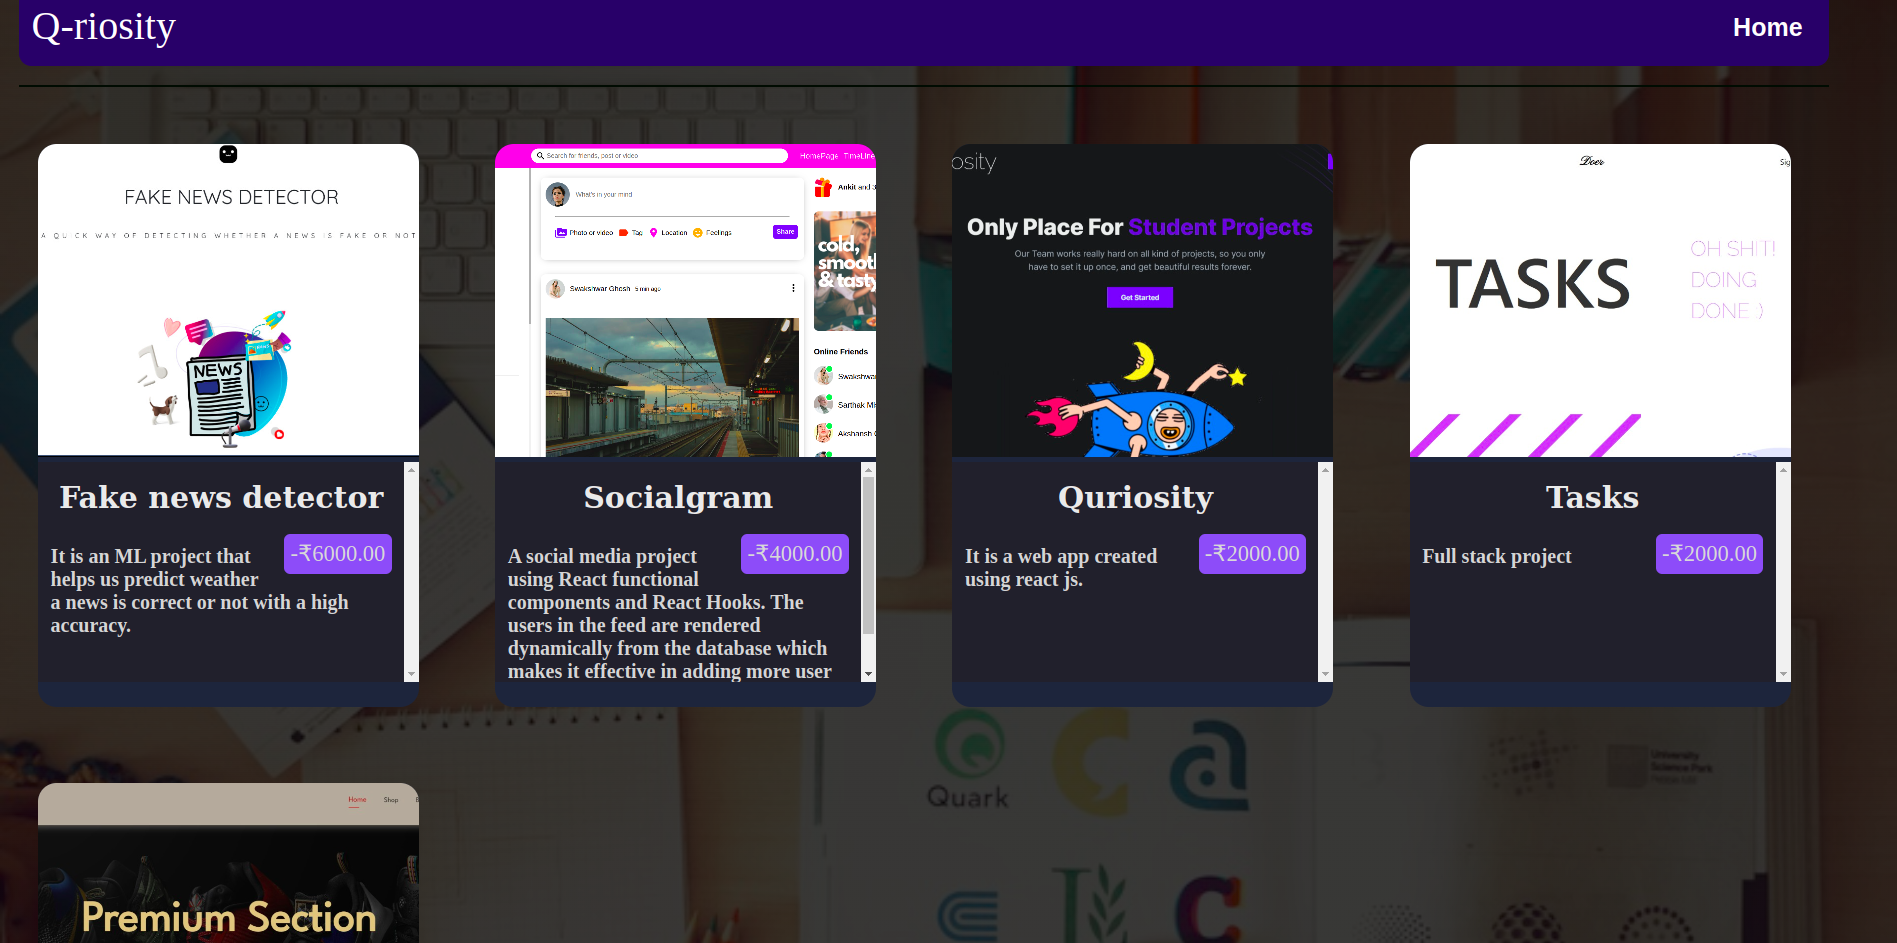 Q-riosity
Home
FAKE NEWS DETECTOR
A QUICK WAY OF DETECTING WHETHER A NEWS IS FAKE OR NOT
NEWS
Fake news detector
-₹6000.00
It is an ML project that
helps us predict weather
a news is correct or not with a high
accuracy.
Search for friends, post or video
HomePage TimeLine
What's in your mind
Photo or video Tag Location Feelings Share
Ankit and 3
cold,
smooth
& tasty
Swakshwar Ghosh 5 min ago
Online Friends
Swakshwar
Sarthak Mi
Akshansh
Socialgram
-₹4000.00
A social media project
using React functional
components and React Hooks. The
users in the feed are rendered
dynamically from the database which
makes it effective in adding more user
osity
Only Place For Student Projects
Our Team works really hard on all kind of projects, so you only
have to set it up once, and get beautiful results forever.
Get Started
Quriosity
-₹2000.00
It is a web app created
using react js.
Doer
Sig
TASKS
OH SHIT!
DOING
DONE )
Tasks
-₹2000.00
Full stack project
Home Shop
Premium Section
Quark
University
Science Park